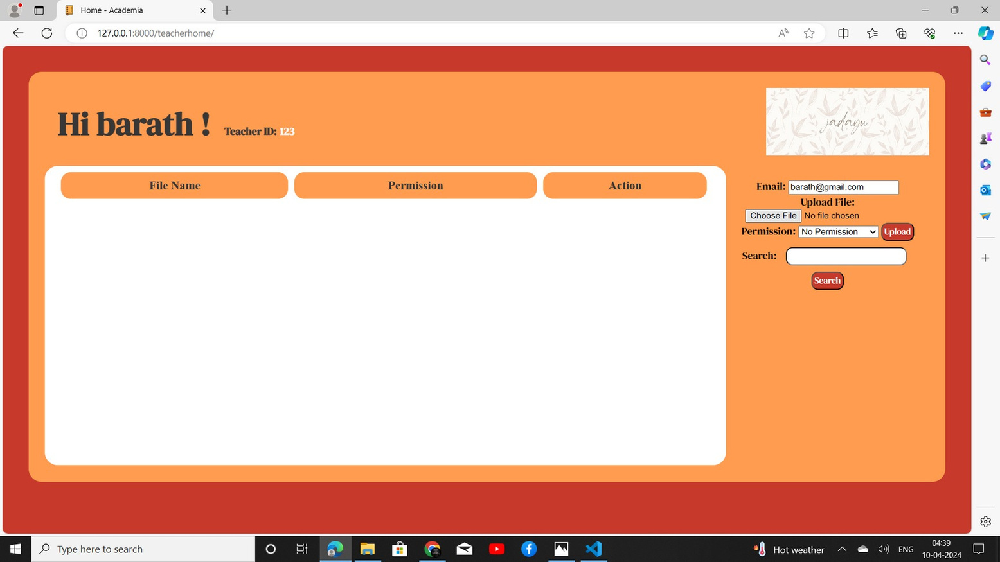 Home - Academia
127.0.0.1:8000/teacherhome/
Hi barath !
Teacher ID: 123
jadayu
File Name
Permission
Action
Email: barath@gmail.com
Upload File:
Choose File No file chosen
Permission: No Permission Upload
Search:
Search
Type here to search
Hot weather
ENG
04:39
10-04-2024